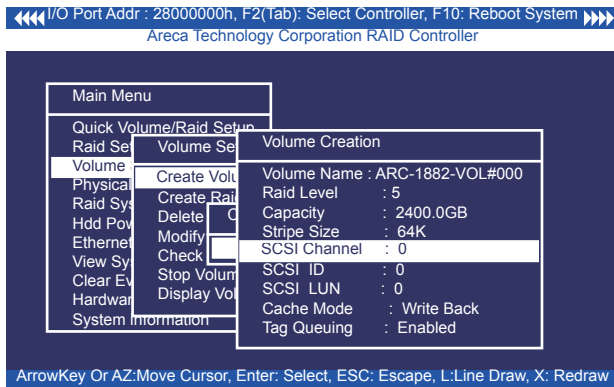 I/O Port Addr : 28000000h, F2(Tab): Select Controller, F10: Reboot System
Areca Technology Corporation RAID Controller
Main Menu
Quick Volume/Raid Setup
Raid Set
Volume
Physical
Raid Sys
Hdd Pow
Ethernet
View Sy
Clear Ev
Hardwar
System Information
Volume Se
Create Volu
Create Rai
Delete
Modify
Check
Stop Volum
Display Vol
C
Volume Creation
Volume Name : ARC-1882-VOL#000
Raid Level : 5
Capacity : 2400.0GB
Stripe Size : 64K
SCSI Channel : 0
SCSI ID : 0
SCSI LUN : 0
Cache Mode : Write Back
Tag Queuing : Enabled
ArrowKey Or AZ:Move Cursor, Enter: Select, ESC: Escape, L:Line Draw, X: Redraw